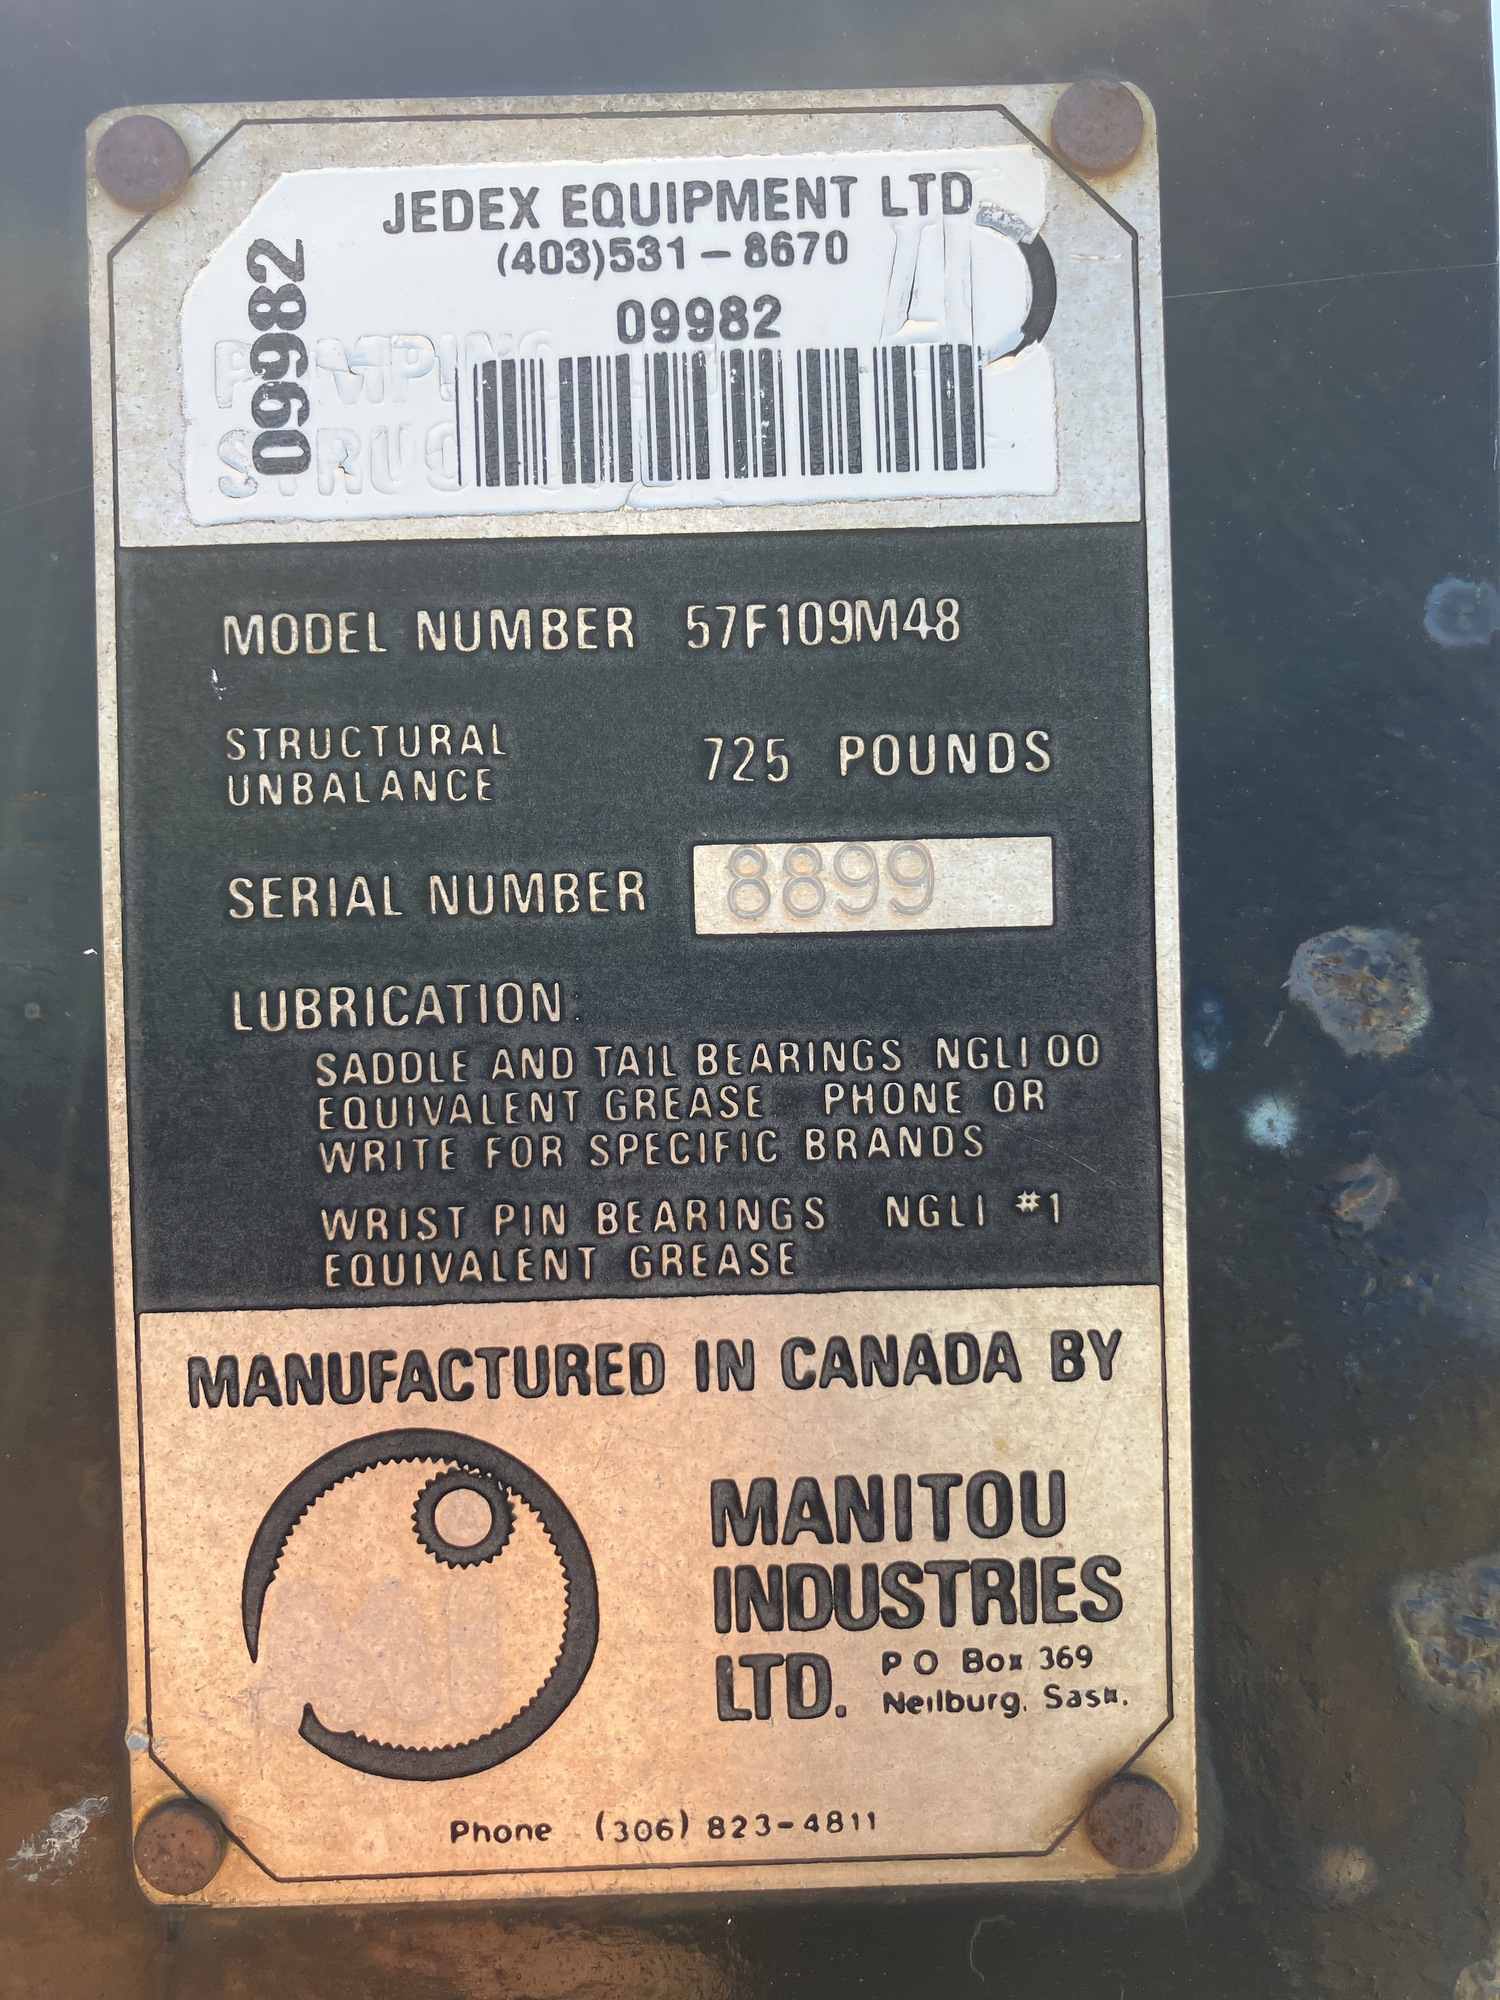 JEDEX EQUIPMENT LTD
(403)531-8670
09982
09982
PUMPING
STRUC
MODEL NUMBER 57F109M48
STRUCTURAL
UNBALANCE
725 POUNDS
SERIAL NUMBER 8899
LUBRICATION
SADDLE AND TAIL BEARINGS NGLI 00
EQUIVALENT GREASE PHONE OR
WRITE FOR SPECIFIC BRANDS
WRIST PIN BEARINGS NGLI #1
EQUIVALENT GREASE
MANUFACTURED IN CANADA BY
MANITOU
INDUSTRIES
LTD. P O Box 369
Neilburg, Sask.
Phone (306) 823-4811